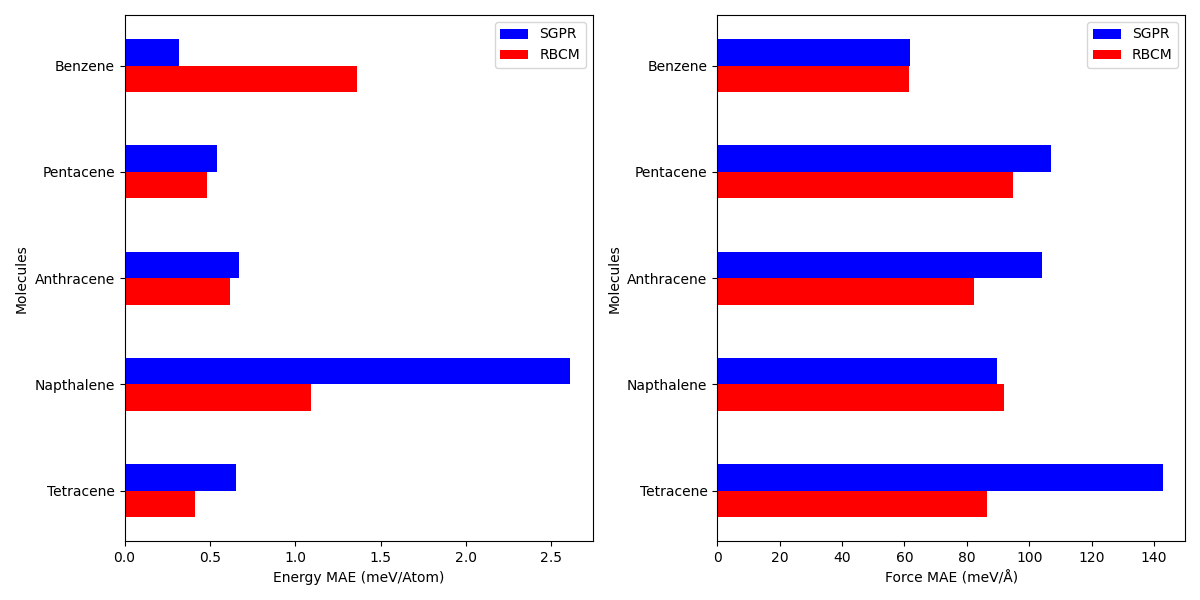 SGPR
RBCM
Benzene
Pentacene
Anthracene
Napthalene
Tetracene
Molecules
0.0 0.5 1.0 1.5 2.0 2.5
Energy MAE (meV/Atom)
SGPR
RBCM
Benzene
Pentacene
Anthracene
Napthalene
Tetracene
Molecules
0 20 40 60 80 100 120 140
Force MAE (meV/Å)